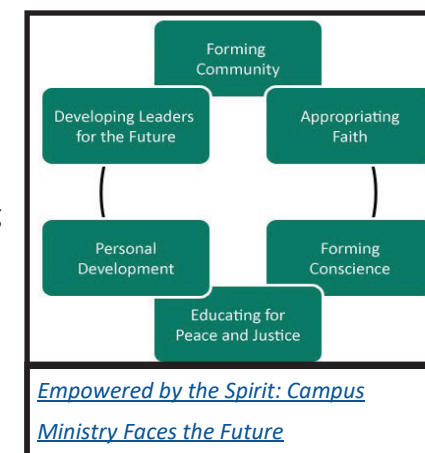 Forming
Community
Appropriating
Faith
Forming
Conscience
Educating for
Peace and Justice
Personal
Development
Developing Leaders
for the Future
Empowered by the Spirit: Campus
Ministry Faces the Future